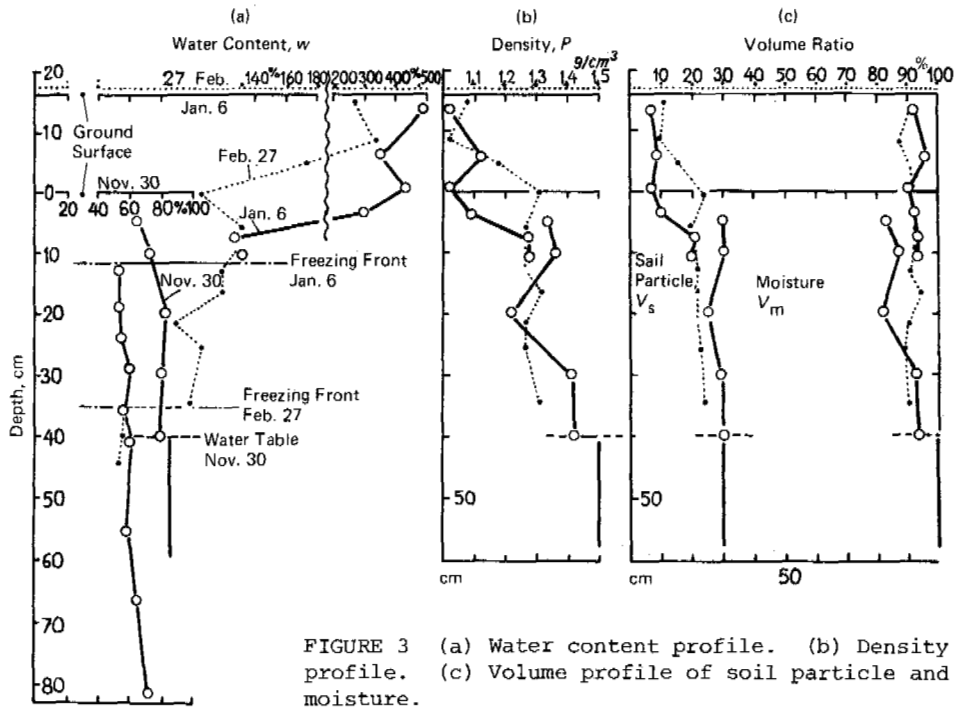 (a)
(b)
(c)
Water Content, w
Density, P
g/cm³
Volume Ratio
%
27 Feb. 140% 160 180 200 300 400% 500
1.1 1.2 1.3 1.4 1.5
10 20 30 40 50 60 70 80 90 100
Jan. 6
Ground
Surface
Feb. 27
Nov. 30
20 40 60 80% 100
Jan. 6
Freezing Front
Jan. 6
Nov. 30
Freezing Front
Feb. 27
Water Table
Nov. 30
Depth, cm
20
10
0
10
20
30
40
50
60
70
80
50
cm
Sail
Particle
Vs
Moisture
Vm
50
cm
50
FIGURE 3 (a) Water content profile. (b) Density
profile. (c) Volume profile of soil particle and
moisture.